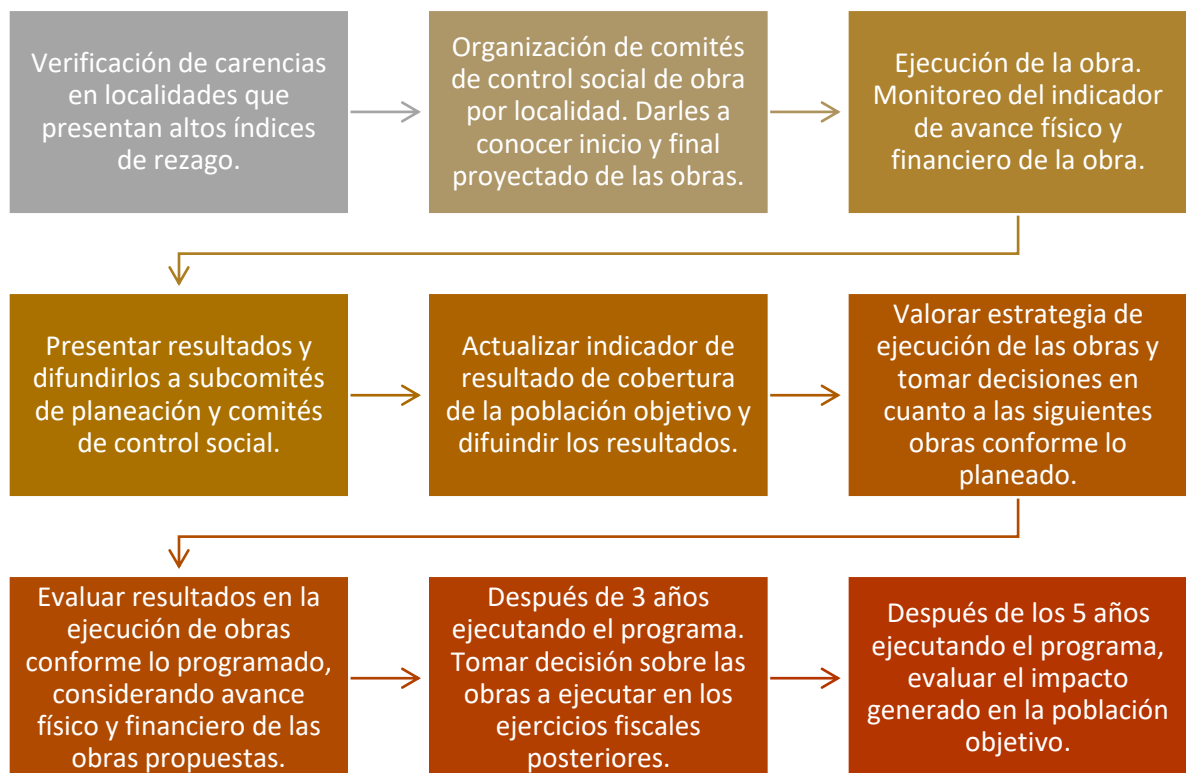 Verificación de carencias
en localidades que
presentan altos índices
de rezago.
Organización de comités
de control social de obra
por localidad. Darles a
conocer inicio y final
proyectado de las obras.
Ejecución de la obra.
Monitoreo del indicador
de avance físico y
financiero de la obra.
Presentar resultados y
difundirlos a subcomités
de planeación y comités
de control social.
Actualizar indicador de
resultado de cobertura
de la población objetivo y
difuindir los resultados.
Valorar estrategia de
ejecución de las obras y
tomar decisiones en
cuanto a las siguientes
obras conforme lo
planeado.
Evaluar resultados en la
ejecución de obras
conforme lo programado,
considerando avance
físico y financiero de las
obras propuestas.
Después de 3 años
ejecutando el programa.
Tomar decisión sobre las
obras a ejecutar en los
ejercicios fiscales
posteriores.
Después de los 5 años
ejecutando el programa,
evaluar el impacto
generado en la población
objetivo.